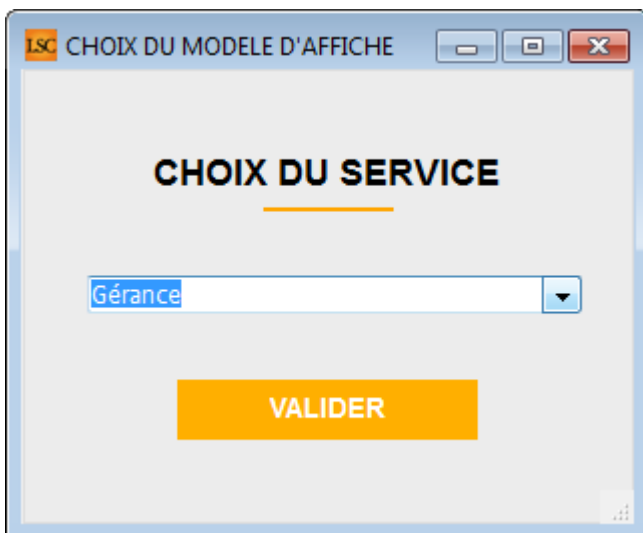 LSC CHOIX DU MODELE D'AFFICHE
CHOIX DU SERVICE
Gérance
VALIDER